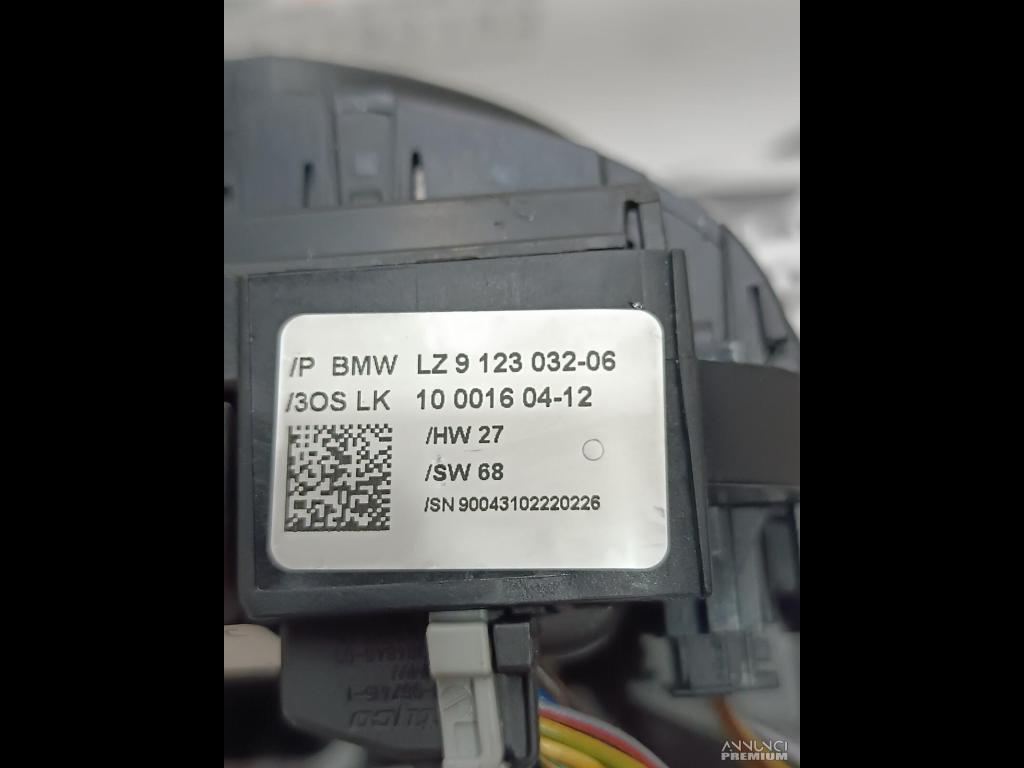 /P BMW LZ 9 123 032-06
/3OS LK 10 0016 04-12
/HW 27
/SW 68
/SN 90043102220226
ANNUNCI
PREMIUM